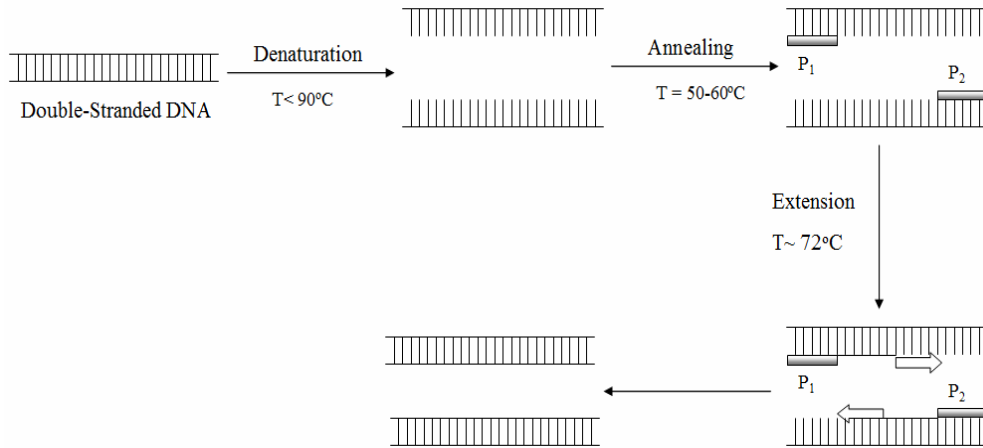 Double-Stranded DNA
Denaturation
T< 90ºC
Annealing
T = 50-60ºC
P₁
P₂
Extension
T~ 72ºC
P₁
P₂